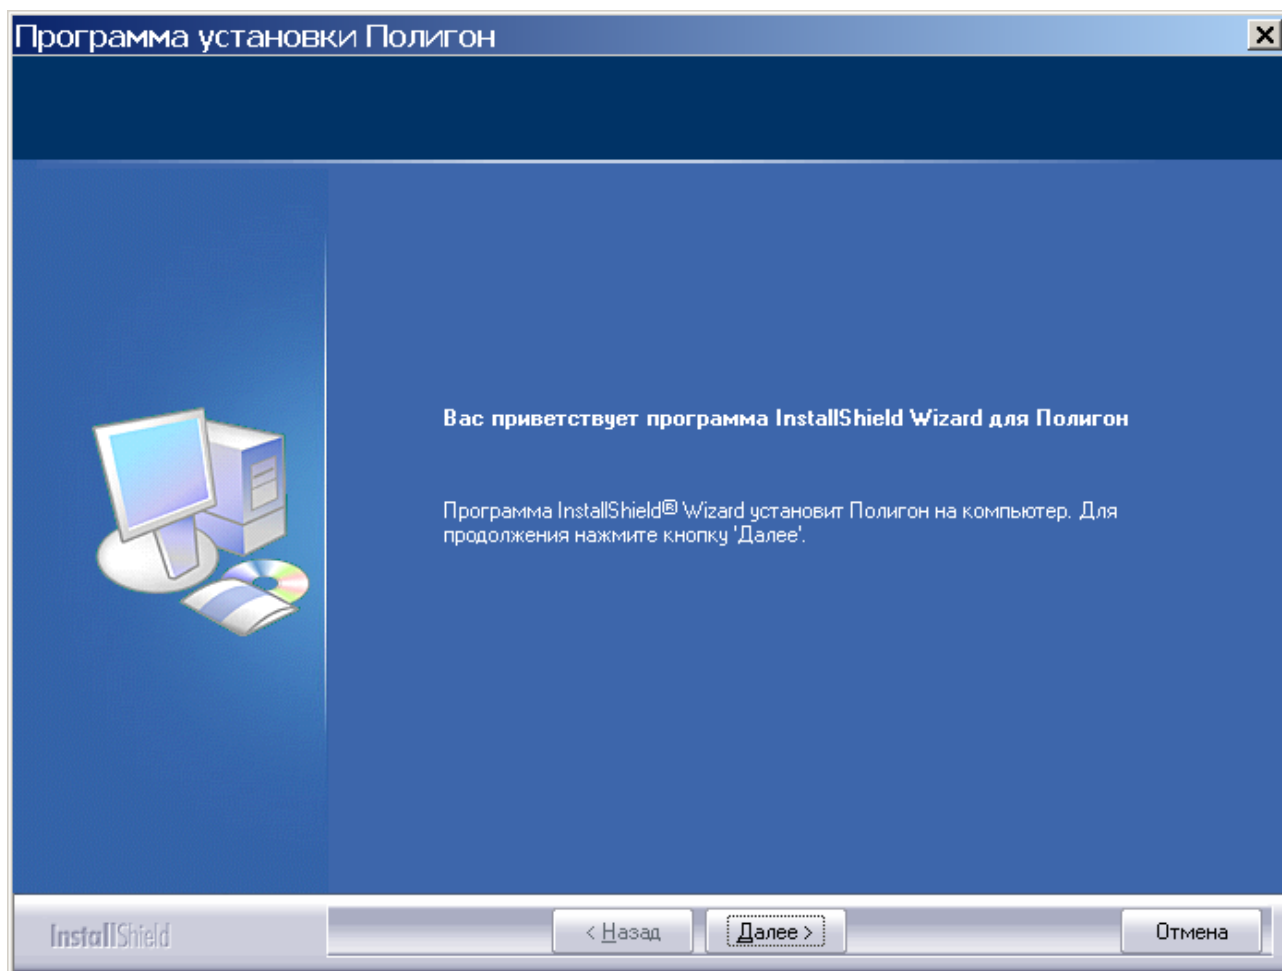 Программа установки Полигон
Вас приветствует программа InstallShield Wizard для Полигон
Программа InstallShield® Wizard установит Полигон на компьютер. Для
продолжения нажмите кнопку 'Далее'.
InstallShield
< Назад
Далее >
Отмена